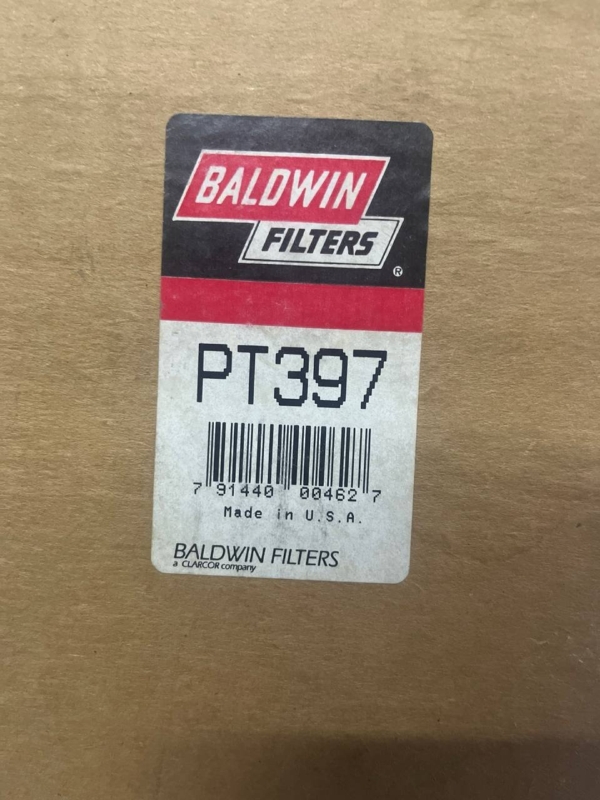 BALDWIN
FILTERS
®
PT397
7 91440 00462 7
Made in U.S.A.
BALDWIN FILTERS
a CLARCOR company